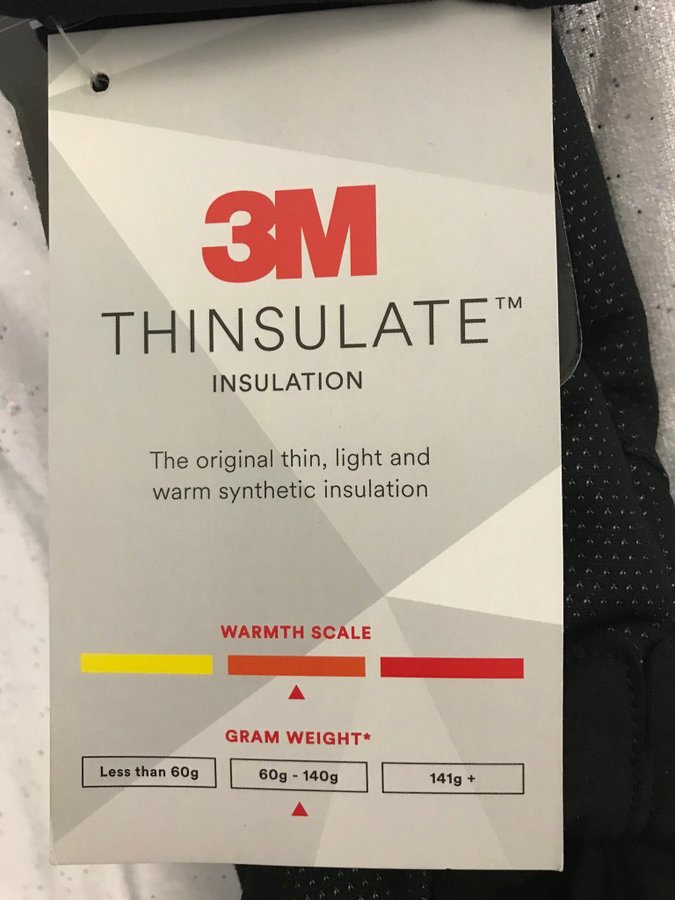 3M
THINSULATE™
INSULATION
The original thin, light and
warm synthetic insulation
WARMTH SCALE
GRAM WEIGHT*
Less than 60g 60g - 140g 141g +